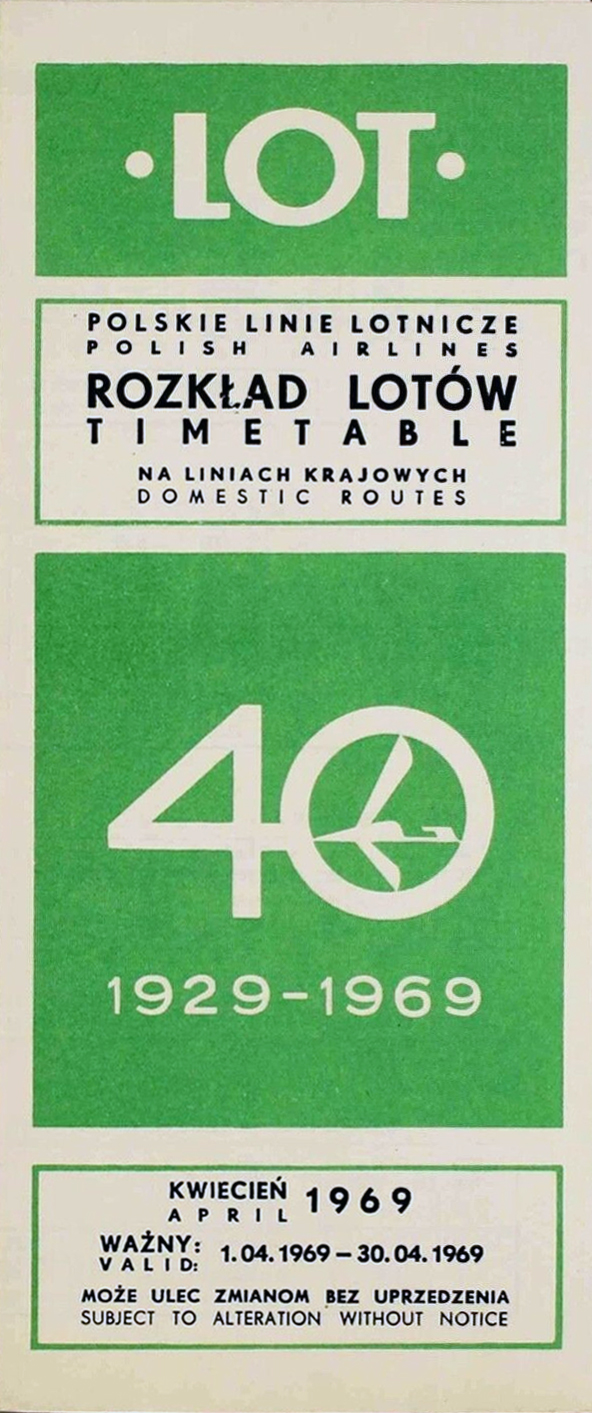 ·LOT·
POLSKIE LINIE LOTNICZE
POLISH AIRLINES
ROZKŁAD LOTÓW
TIMETABLE
NA LINIACH KRAJOWYCH
DOMESTIC ROUTES
40
1929-1969
KWIECIEŃ 1969
APRIL
WAŻNY: 1.04.1969 – 30.04.1969
VALID:
MOŻE ULEC ZMIANOM BEZ UPRZEDZENIA
SUBJECT TO ALTERATION WITHOUT NOTICE